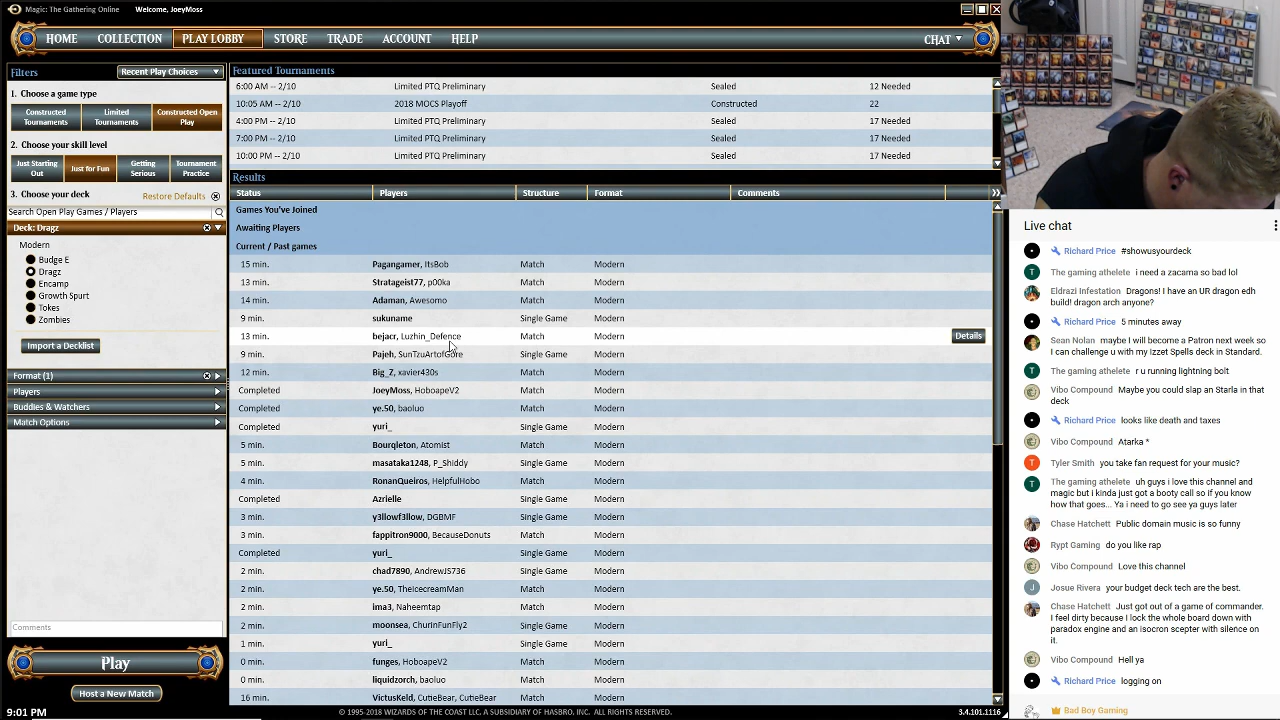 Magic: The Gathering Online Welcome, JoeyMoss
HOME COLLECTION PLAY LOBBY STORE TRADE ACCOUNT HELP CHAT
Filters Recent Play Choices
1. Choose a game type
Constructed Tournaments Limited Tournaments Constructed Open Play
2. Choose your skill level
Just Starting Out Just for Fun Getting Serious Tournament Practice
3. Choose your deck Restore Defaults
Search Open Play Games / Players
Deck: Dragz
Modern
Budge E
Dragz
Encamp
Growth Spurt
Tokes
Zombies
Import a Decklist
Format (1)
Players
Buddies & Watchers
Match Options
Comments
Play
Host a New Match
9:01 PM
Featured Tournaments
6:00 AM -- 2/10 Limited PTQ Preliminary Sealed 12 Needed
10:05 AM -- 2/10 2018 MOCS Playoff Constructed 22
4:00 PM -- 2/10 Limited PTQ Preliminary Sealed 17 Needed
7:00 PM -- 2/10 Limited PTQ Preliminary Sealed 17 Needed
10:00 PM -- 2/10 Limited PTQ Preliminary Sealed 17 Needed
Results
Status Players Structure Format Comments
Games You've Joined
Awaiting Players
Current / Past games
15 min. Pagangamer, ItsBob Match Modern
13 min. Stratageist77, p00ka Match Modern
14 min. Adaman, Awesomo Match Modern
9 min. sukuname Single Game Modern
13 min. bejacr, Luzhin_Defence Match Modern Details
9 min. Pajeh, SunTzuArtof Single Game Modern
12 min. Big_Z, xavier430s Match Modern
Completed JoeyMoss, HoboapeV2 Match Modern
Completed ye.50, baoluo Match Modern
Completed yuri_ Single Game Modern
5 min. Bourqleton, Atomist Match Modern
5 min. masataka1248, P_Shiddy Single Game Modern
4 min. RonanQueiros, HelpfulHobo Match Modern
Completed Azrielle Single Game Modern
3 min. y3llowf3llow, DGBMF Single Game Modern
3 min. fappitron9000, BecauseDonuts Match Modern
Completed yuri_ Single Game Modern
2 min. chad7890, AndrewJS736 Single Game Modern
2 min. ye.50, TheIcecreamMan Match Modern
2 min. ima3, Naheemtap Match Modern
2 min. moonsea, ChurInFunFly2 Match Modern
1 min. yuri_ Single Game Modern
0 min. funges, HoboapeV2 Match Modern
0 min. liquidzorch, baoluo Match Modern
16 min. VictusKeld, CutieBear, CutieBear Match Modern
© 1995-2018 WIZARDS OF THE COAST LLC, A SUBSIDIARY OF HASBRO, INC. ALL RIGHTS RESERVED. 3.4.101.1116
Live chat
Richard Price #showusyourdeck
The gaming athelete i need a zacama so bad lol
Eldrazi Infestation Dragons! I have an UR dragon edh
build! dragon arch anyone?
Richard Price 5 minutes away
Sean Nolan maybe I will become a Patron next week so
I can challenge u with my Izzet Spells deck in Standard.
The gaming athelete r u running lightning bolt
Vibo Compound Maybe you could slap an Starla in that
deck
Richard Price looks like death and taxes
Vibo Compound Atarka *
Tyler Smith you take fan request for your music?
The gaming athelete uh guys i love this channel and
magic but i kinda just got a booty call so if you know
how that goes... Ya i need to go see ya guys later
Chase Hatchett Public domain music is so funny
Rypt Gaming do you like rap
Vibo Compound Love this channel
Josue Rivera your budget deck tech are the best.
Chase Hatchett Just got out of a game of commander.
I feel dirty because I lock the whole board down with
paradox engine and an isocron scepter with silence on
it.
Vibo Compound Hell ya
Richard Price logging on
Bad Boy Gaming